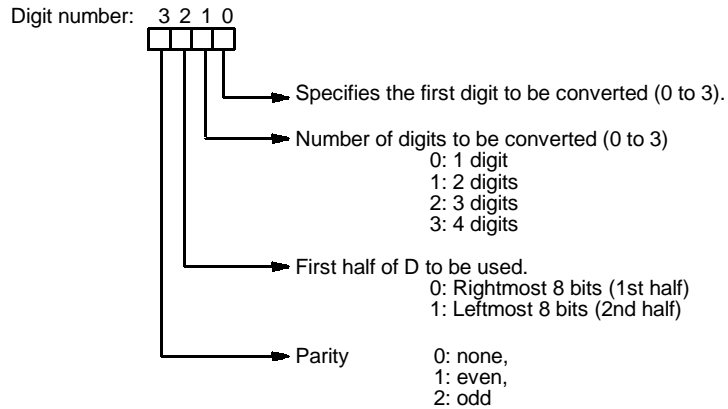 Digit number: 3 2 1 0
Specifies the first digit to be converted (0 to 3).
Number of digits to be converted (0 to 3)
0: 1 digit
1: 2 digits
2: 3 digits
3: 4 digits
First half of D to be used.
0: Rightmost 8 bits (1st half)
1: Leftmost 8 bits (2nd half)
Parity 0: none,
1: even,
2: odd